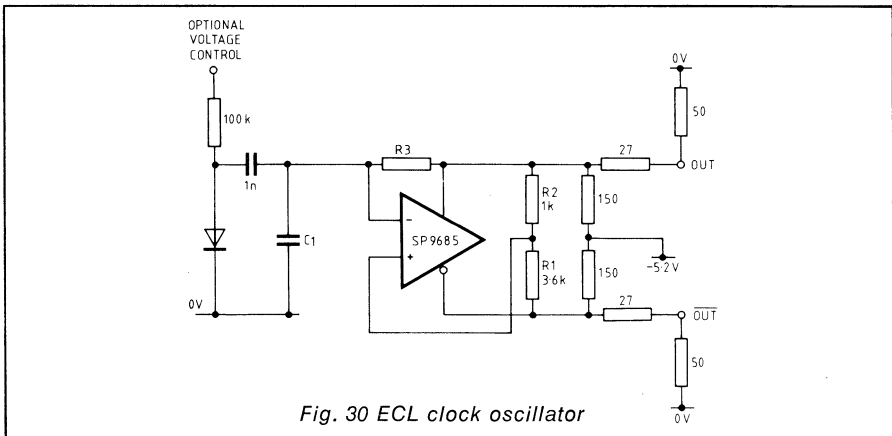 OPTIONAL
VOLTAGE
CONTROL
100k
1n
C1
0V
R3
-
SP9685
+
R2
1k
R1
3·6k
150
150
-5·2V
27
OUT
50
0V
27
OUT
50
0V
Fig. 30 ECL clock oscillator